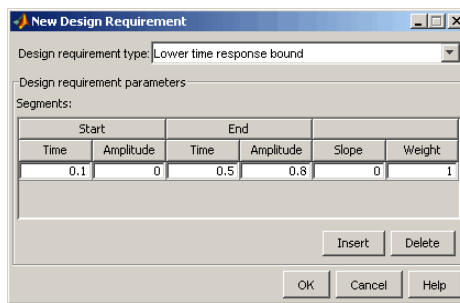 New Design Requirement
Design requirement type: Lower time response bound
Design requirement parameters
Segments:
Start End
Time Amplitude Time Amplitude Slope Weight
0.1 0 0.5 0.8 0 1
Insert Delete
OK Cancel Help